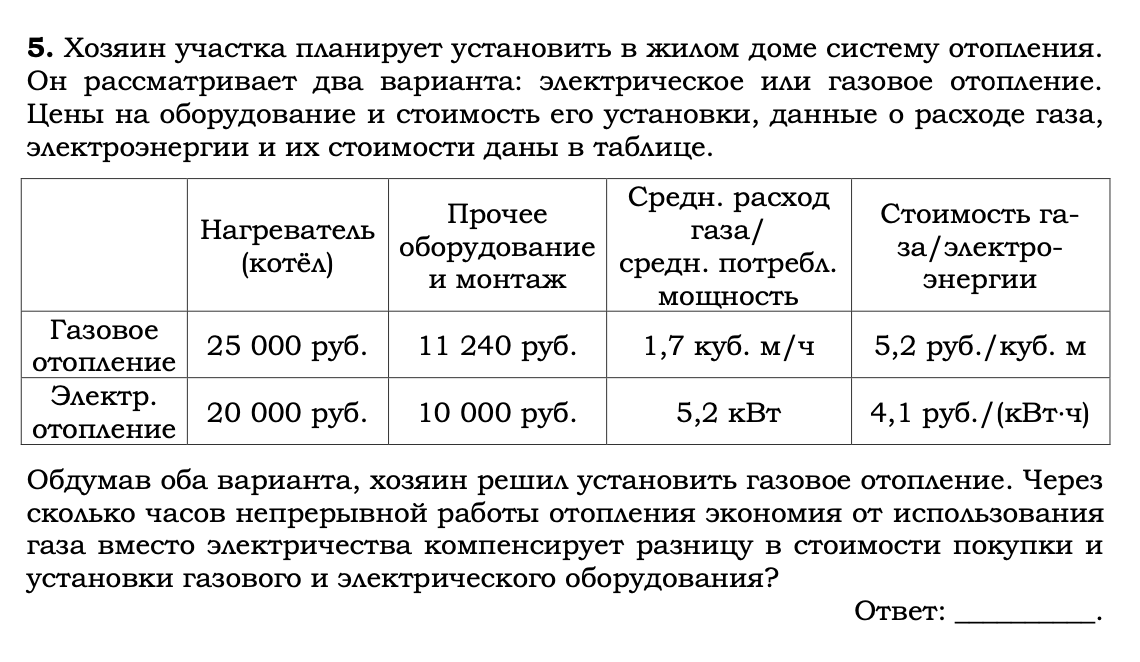 5. Хозяин участка планирует установить в жилом доме систему отопления.
Он рассматривает два варианта: электрическое или газовое отопление.
Цены на оборудование и стоимость его установки, данные о расходе газа,
электроэнергии и их стоимости даны в таблице.
Нагреватель
(котёл)
Прочее
оборудование
и монтаж
Средн. расход
газа/
средн. потребл.
мощность
Стоимость га-
за/электро-
энергии
Газовое
отопление
25 000 руб.
11 240 руб.
1,7 куб. м/ч
5,2 руб./куб. м
Электр.
отопление
20 000 руб.
10 000 руб.
5,2 кВт
4,1 руб./(кВт·ч)
Обдумав оба варианта, хозяин решил установить газовое отопление. Через
сколько часов непрерывной работы отопления экономия от использования
газа вместо электричества компенсирует разницу в стоимости покупки и
установки газового и электрического оборудования?
Ответ: __________.